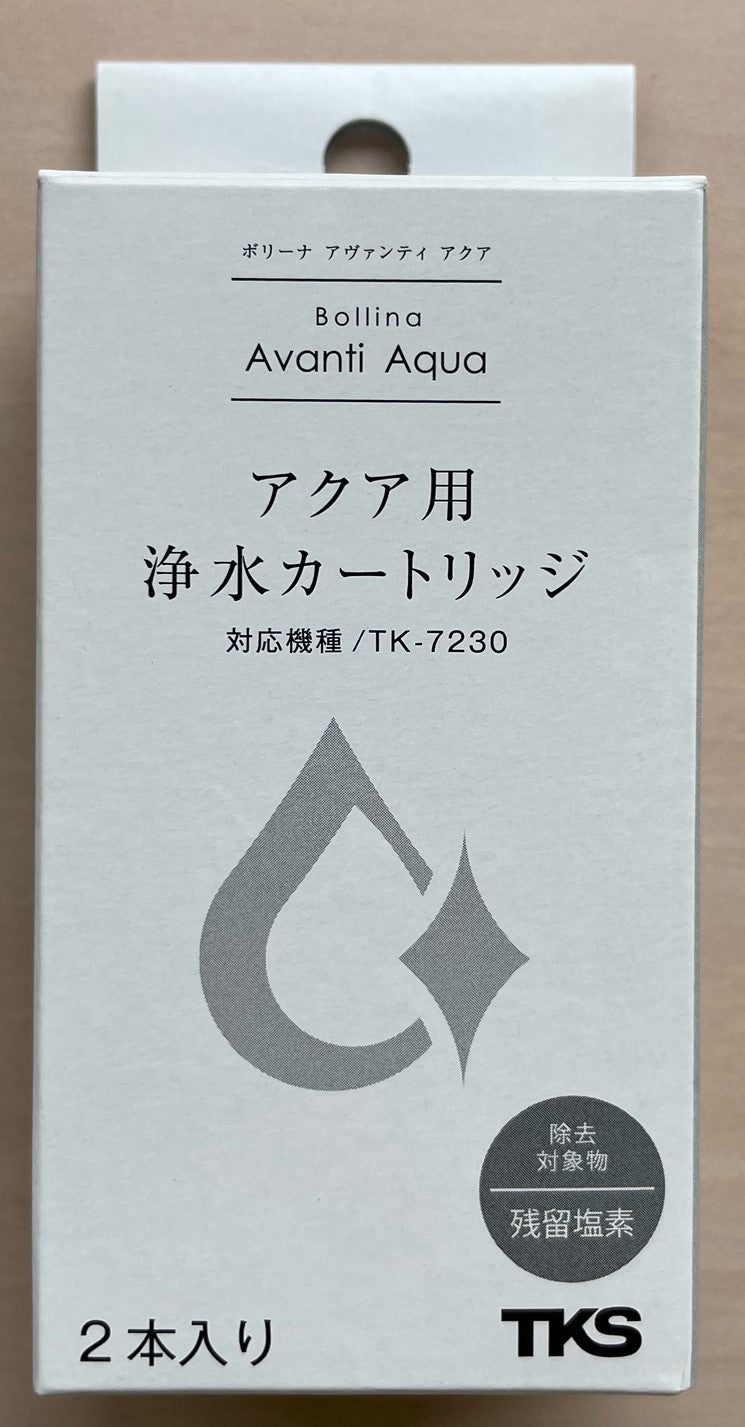 ボリーナ アヴァンティ アクア
Bollina
Avanti Aqua
アクア用
浄水カートリッジ
対応機種/TK-7230
除去
対象物
残留塩素
2本入り
TKS